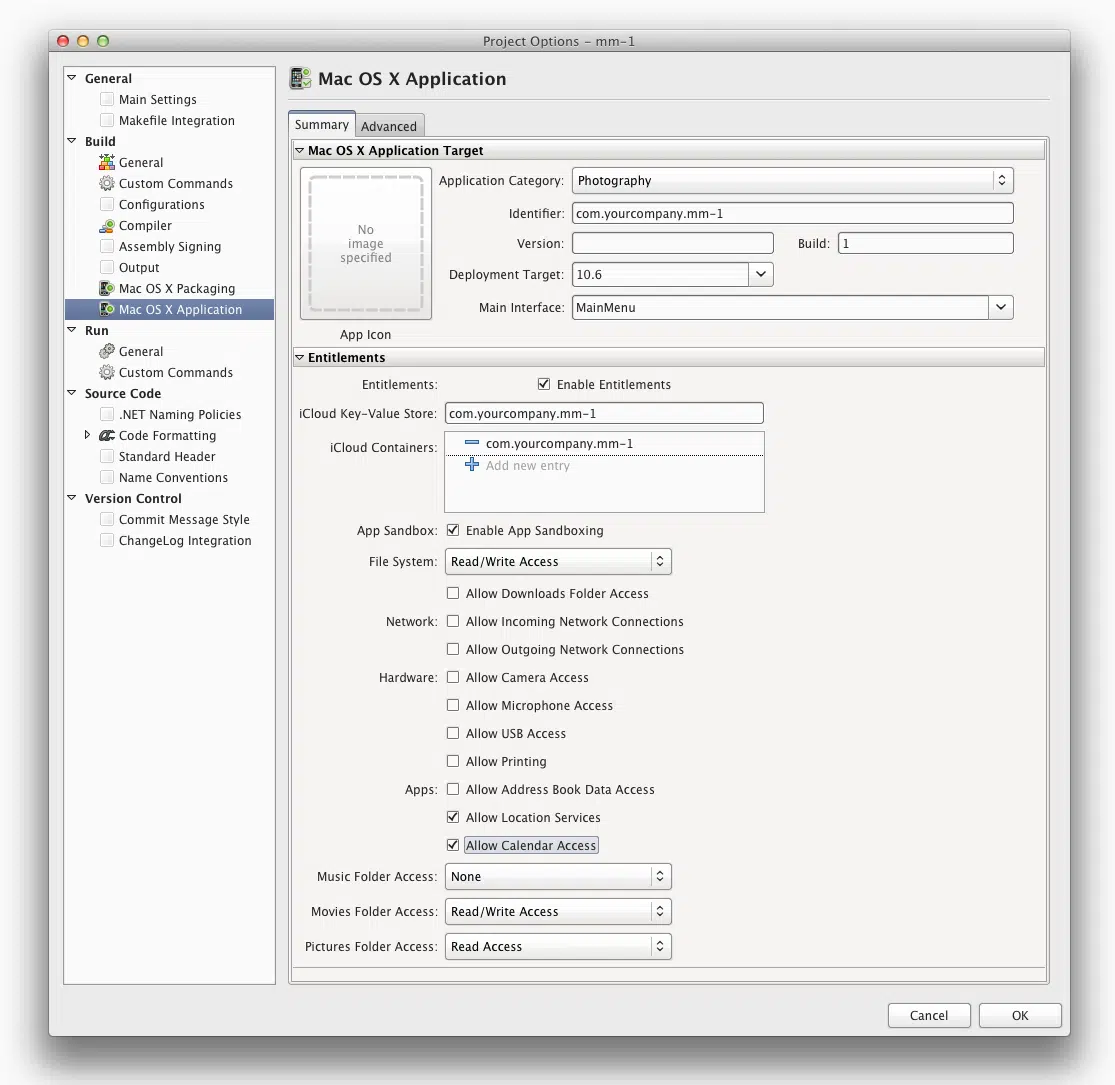 Project Options – mm-1
General
Main Settings
Makefile Integration
Build
General
Custom Commands
Configurations
Compiler
Assembly Signing
Output
Mac OS X Packaging
Mac OS X Application
Run
General
Custom Commands
Source Code
.NET Naming Policies
Code Formatting
Standard Header
Name Conventions
Version Control
Commit Message Style
ChangeLog Integration
Mac OS X Application
Summary Advanced
Mac OS X Application Target
No
image
specified
App Icon
Application Category: Photography
Identifier: com.yourcompany.mm-1
Version: Build: 1
Deployment Target: 10.6
Main Interface: MainMenu
Entitlements
Entitlements: Enable Entitlements
iCloud Key-Value Store: com.yourcompany.mm-1
iCloud Containers: com.yourcompany.mm-1
Add new entry
App Sandbox: Enable App Sandboxing
File System: Read/Write Access
Allow Downloads Folder Access
Network: Allow Incoming Network Connections
Allow Outgoing Network Connections
Hardware: Allow Camera Access
Allow Microphone Access
Allow USB Access
Allow Printing
Apps: Allow Address Book Data Access
Allow Location Services
Allow Calendar Access
Music Folder Access: None
Movies Folder Access: Read/Write Access
Pictures Folder Access: Read Access
Cancel OK